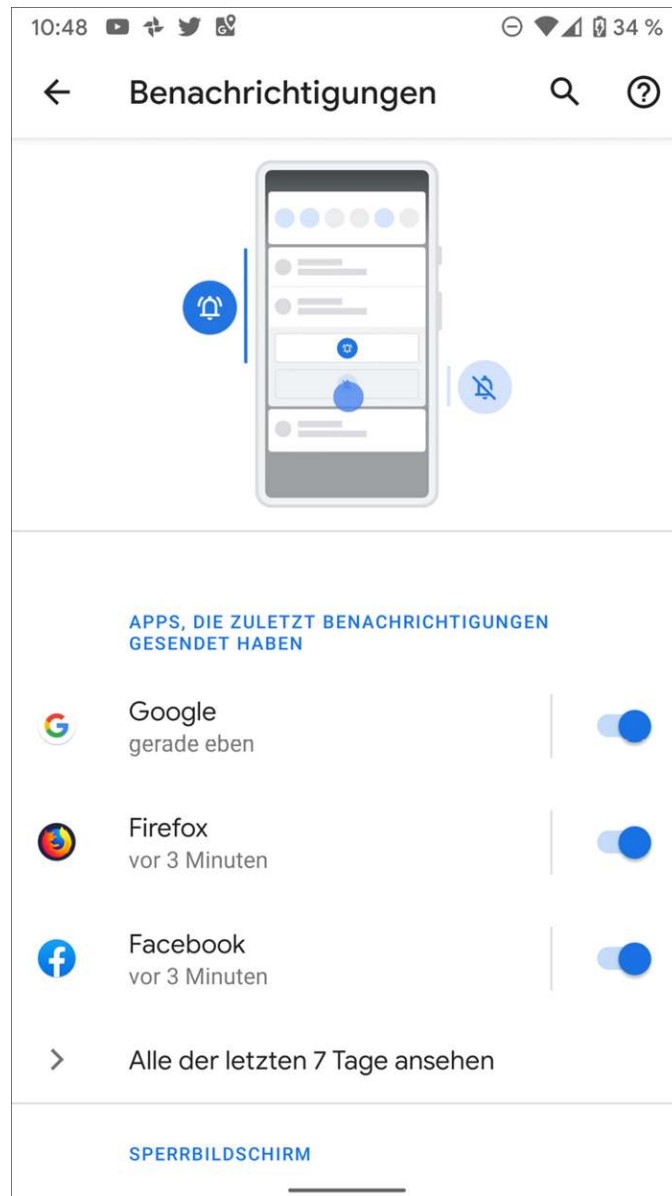 10:48 34 %
Benachrichtigungen
APPS, DIE ZULETZT BENACHRICHTIGUNGEN
GESENDET HABEN
Google
gerade eben
Firefox
vor 3 Minuten
Facebook
vor 3 Minuten
Alle der letzten 7 Tage ansehen
SPERRBILDSCHIRM